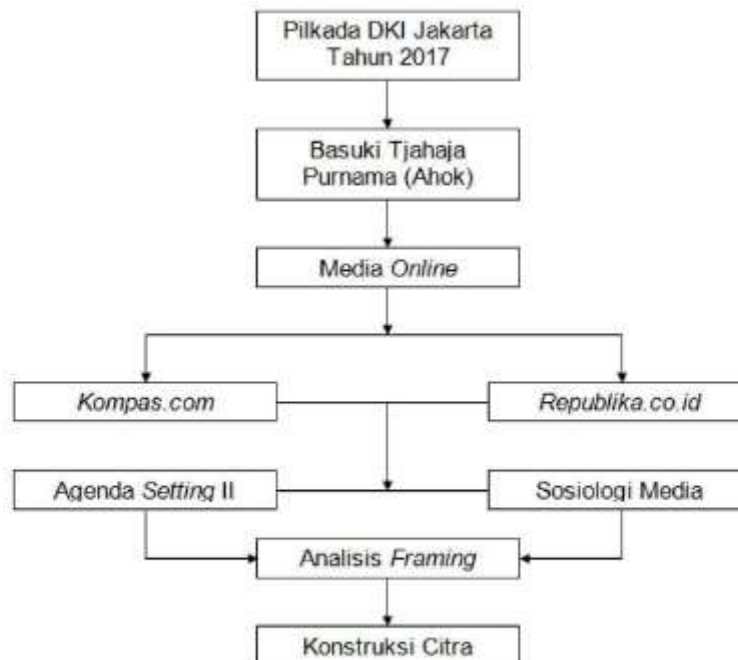 Pilkada DKI Jakarta
Tahun 2017
Basuki Tjahaja
Purnama (Ahok)
Media Online
Kompas.com
Republika.co.id
Agenda Setting II
Sosiologi Media
Analisis Framing
Konstruksi Citra